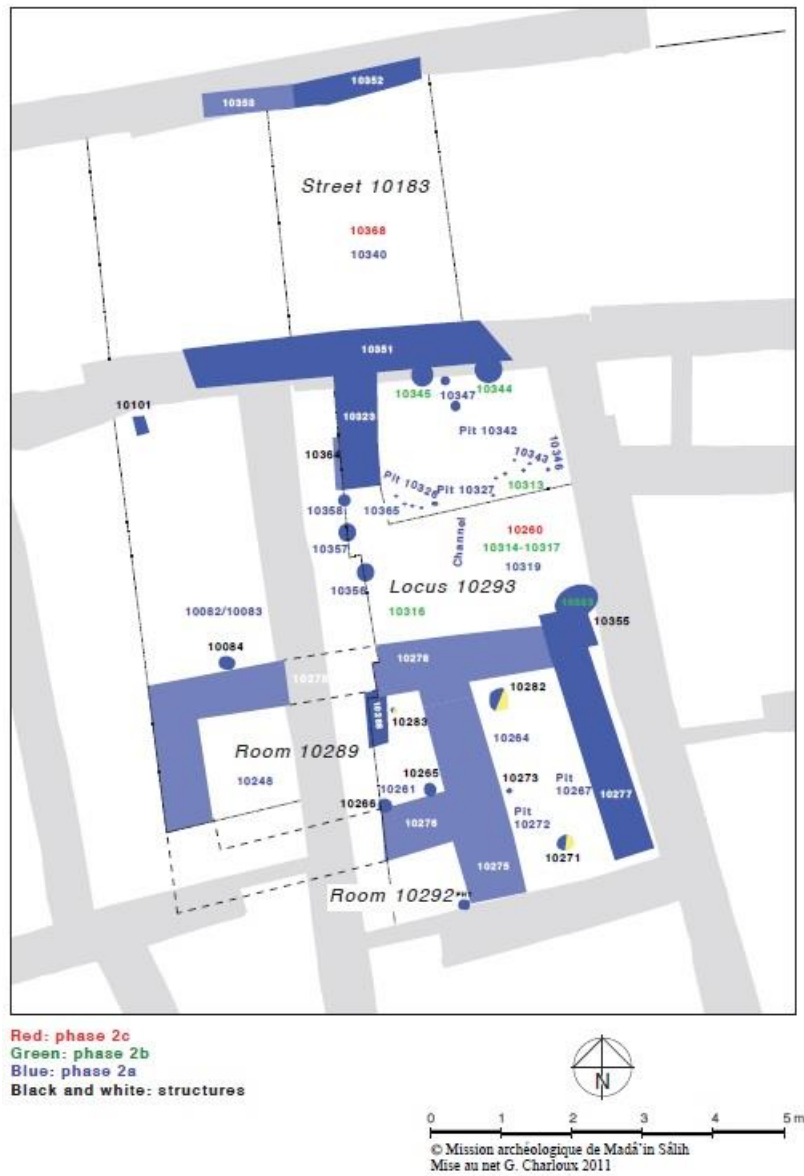 10352
10358
Street 10183
10368
10340
10351
10345
10344
10347
10101
10323
Pit 10342
10364
10343
10346
Pit 10326
Pit 10327
10313
10358
10365
10357
Channel
10260
10314-10317
10319
10356
Locus 10293
10082/10083
10316
10355
10084
10278
10282
10283
10264
Room 10289
10248
10265
10261
10273
Pit
10267
10277
10266
Pit
10272
10276
10271
10275
Room 10292
Red: phase 2c
Green: phase 2b
Blue: phase 2a
Black and white: structures
N
0 1 2 3 4 5 m
© Mission archéologique de Madâ'in Sâlih
Mise au net G. Charloux 2011